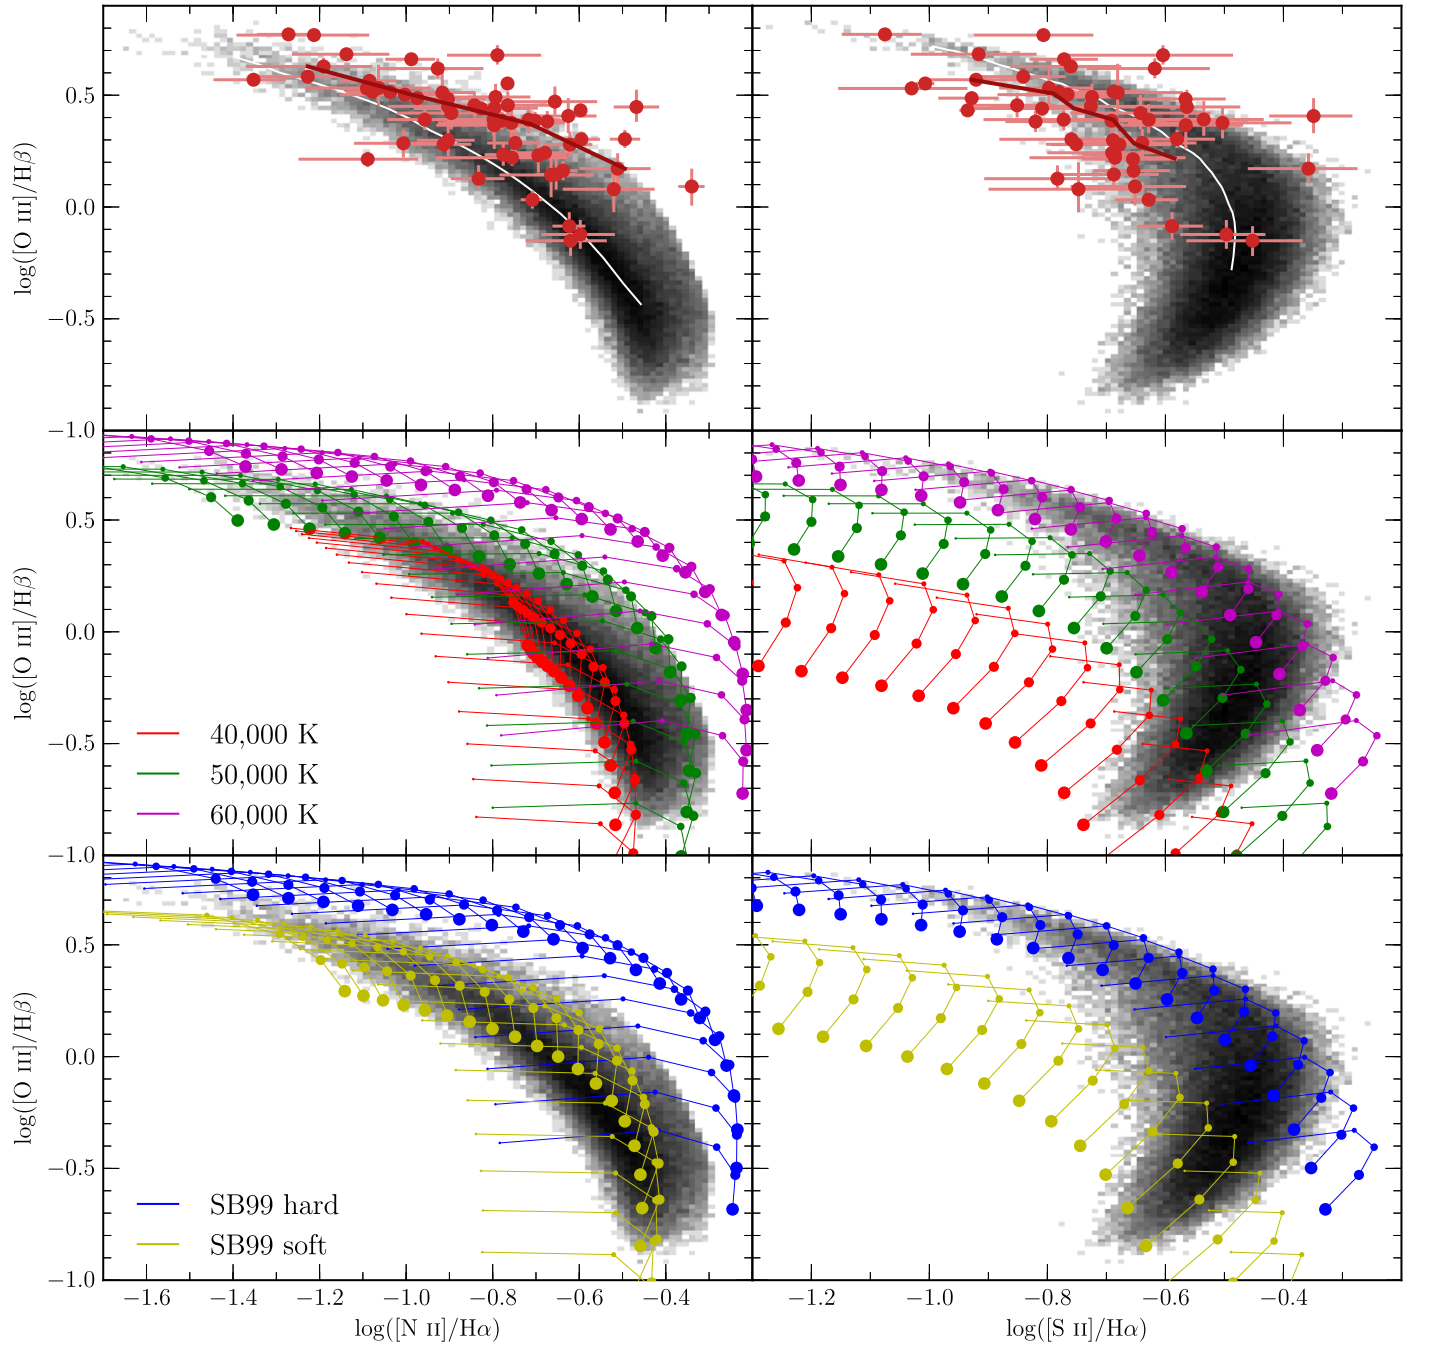 0.5
0.0
−0.5
−1.0
log([O III]/Hβ)
0.5
0.0
−0.5
−1.0
log([O III]/Hβ)
40,000 K
50,000 K
60,000 K
0.5
0.0
−0.5
−1.0
log([O III]/Hβ)
SB99 hard
SB99 soft
−1.6 −1.4 −1.2 −1.0 −0.8 −0.6 −0.4
−1.2 −1.0 −0.8 −0.6 −0.4
log([N II]/Hα)
log([S II]/Hα)